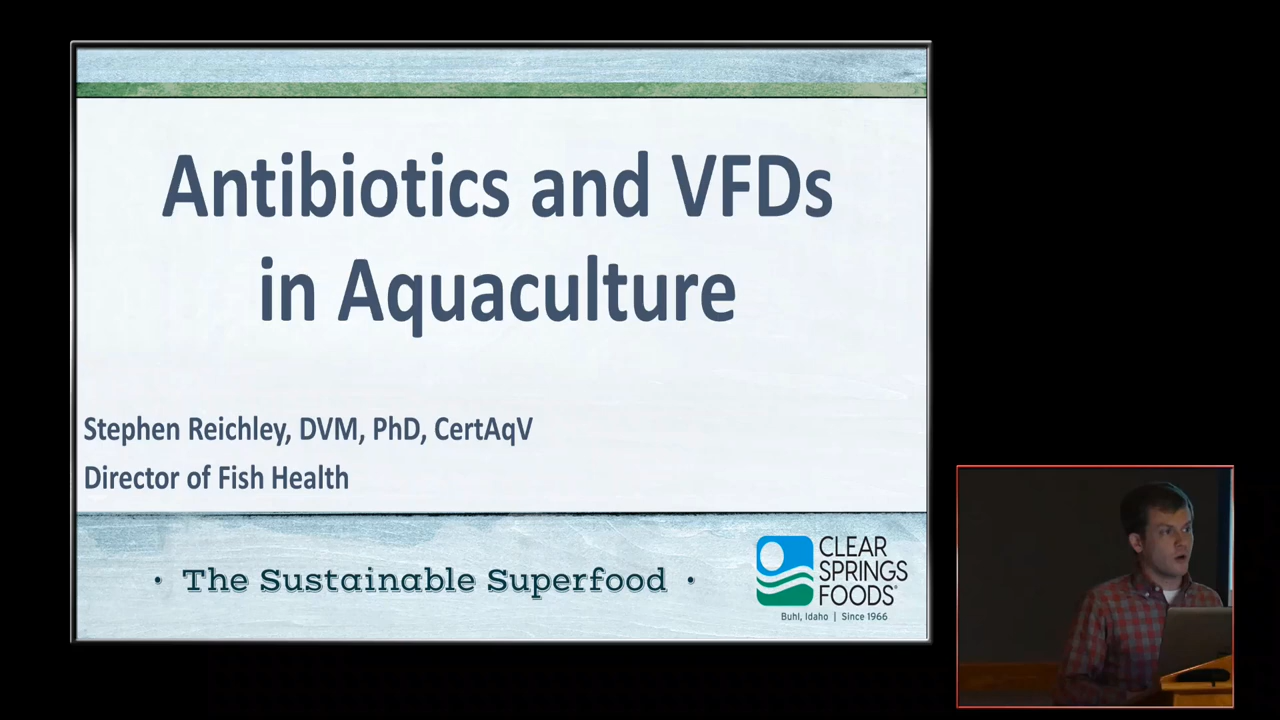 Antibiotics and VFDs
in Aquaculture
Stephen Reichley, DVM, PhD, CertAqV
Director of Fish Health
• The Sustainable Superfood •
CLEAR
SPRINGS
FOODS®
Buhl, Idaho | Since 1966